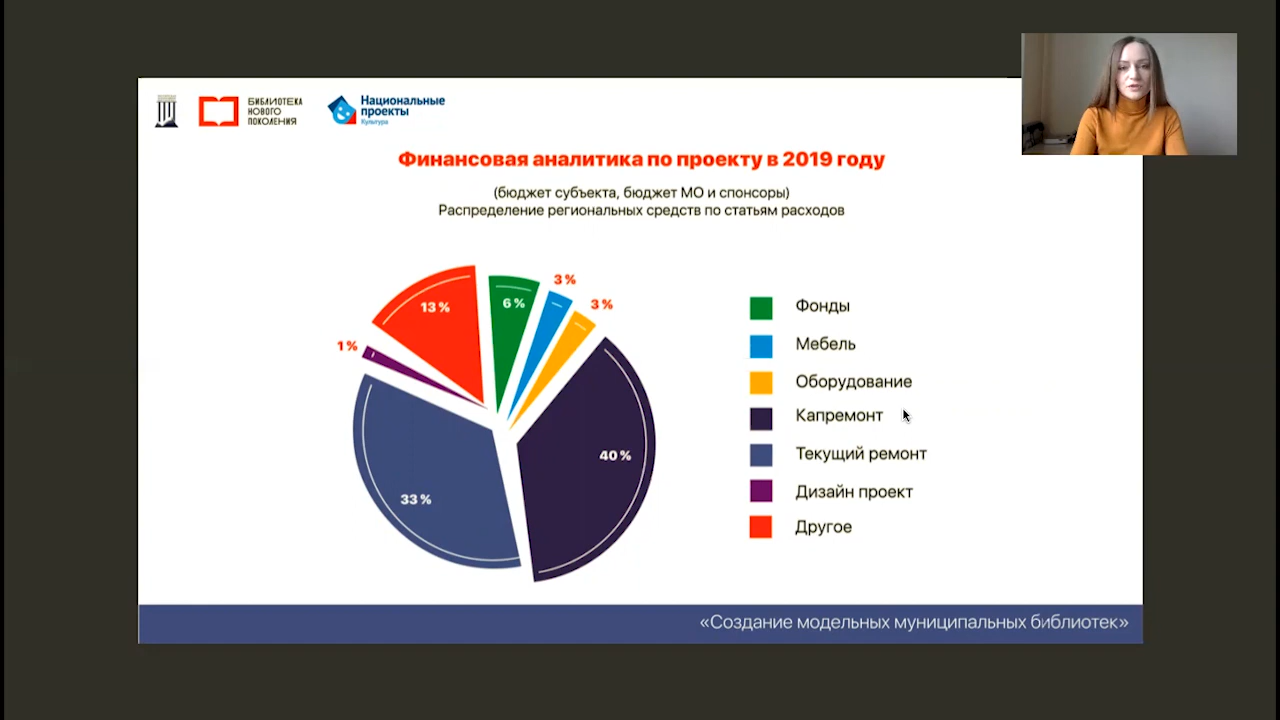 БИБЛИОТЕКА
НОВОГО
ПОКОЛЕНИЯ
Национальные
проекты
Культура
Финансовая аналитика по проекту в 2019 году
(бюджет субъекта, бюджет МО и спонсоры)
Распределение региональных средств по статьям расходов
13 %
6 %
3 %
3 %
1 %
40 %
33 %
Фонды
Мебель
Оборудование
Капремонт
Текущий ремонт
Дизайн проект
Другое
«Создание модельных муниципальных библиотек»